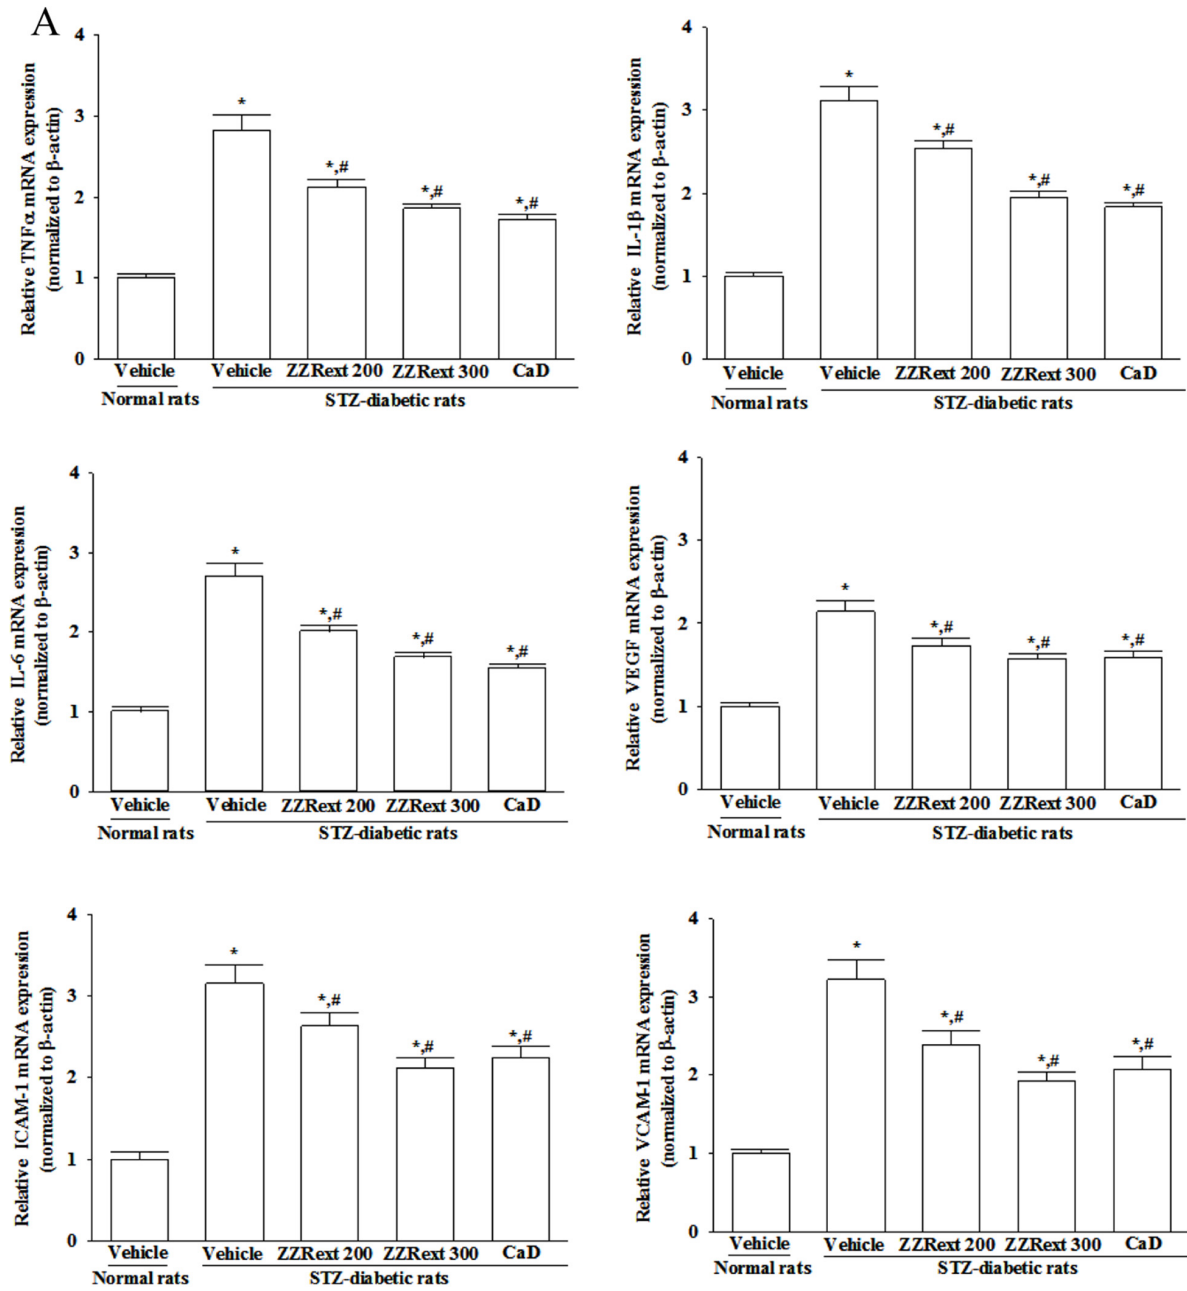 A
Relative TNFα mRNA expression
(normalized to β-actin)
4
3
2
1
0
*
*,#
*,#
*,#
Vehicle Vehicle ZZRext 200 ZZRext 300 CaD
Normal rats STZ-diabetic rats
Relative IL-1β mRNA expression
(normalized to β-actin)
4
3
2
1
0
*
*,#
*,#
*,#
Vehicle Vehicle ZZRext 200 ZZRext 300 CaD
Normal rats STZ-diabetic rats
Relative IL-6 mRNA expression
(normalized to β-actin)
4
3
2
1
0
*
*,#
*,#
*,#
Vehicle Vehicle ZZRext 200 ZZRext 300 CaD
Normal rats STZ-diabetic rats
Relative VEGF mRNA expression
(normalized to β-actin)
4
3
2
1
0
*
*,#
*,#
*,#
Vehicle Vehicle ZZRext 200 ZZRext 300 CaD
Normal rats STZ-diabetic rats
Relative ICAM-1 mRNA expression
(normalized to β-actin)
4
3
2
1
0
*
*,#
*,#
*,#
Vehicle Vehicle ZZRext 200 ZZRext 300 CaD
Normal rats STZ-diabetic rats
Relative VCAM-1 mRNA expression
(normalized to β-actin)
4
3
2
1
0
*
*,#
*,#
*,#
Vehicle Vehicle ZZRext 200 ZZRext 300 CaD
Normal rats STZ-diabetic rats